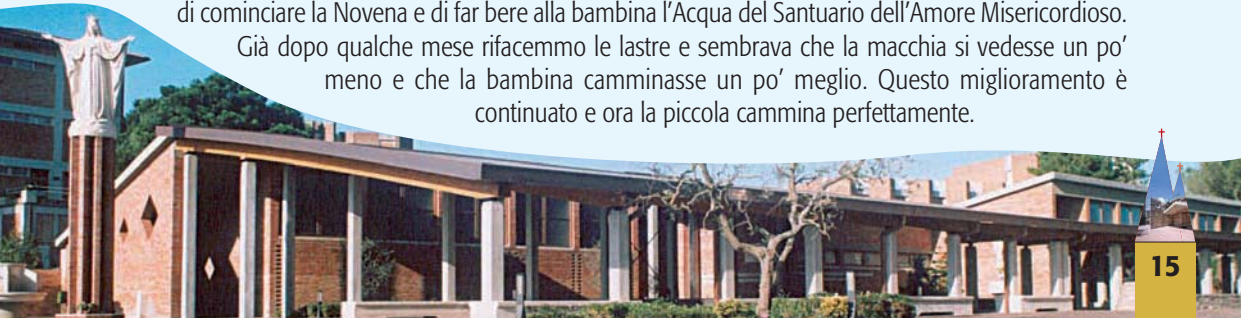 di cominciare la Novena e di far bere alla bambina l’Acqua del Santuario dell’Amore Misericordioso.
Già dopo qualche mese rifacemmo le lastre e sembrava che la macchia si vedesse un po’
meno e che la bambina camminasse un po’ meglio. Questo miglioramento è
continuato e ora la piccola cammina perfettamente.
15